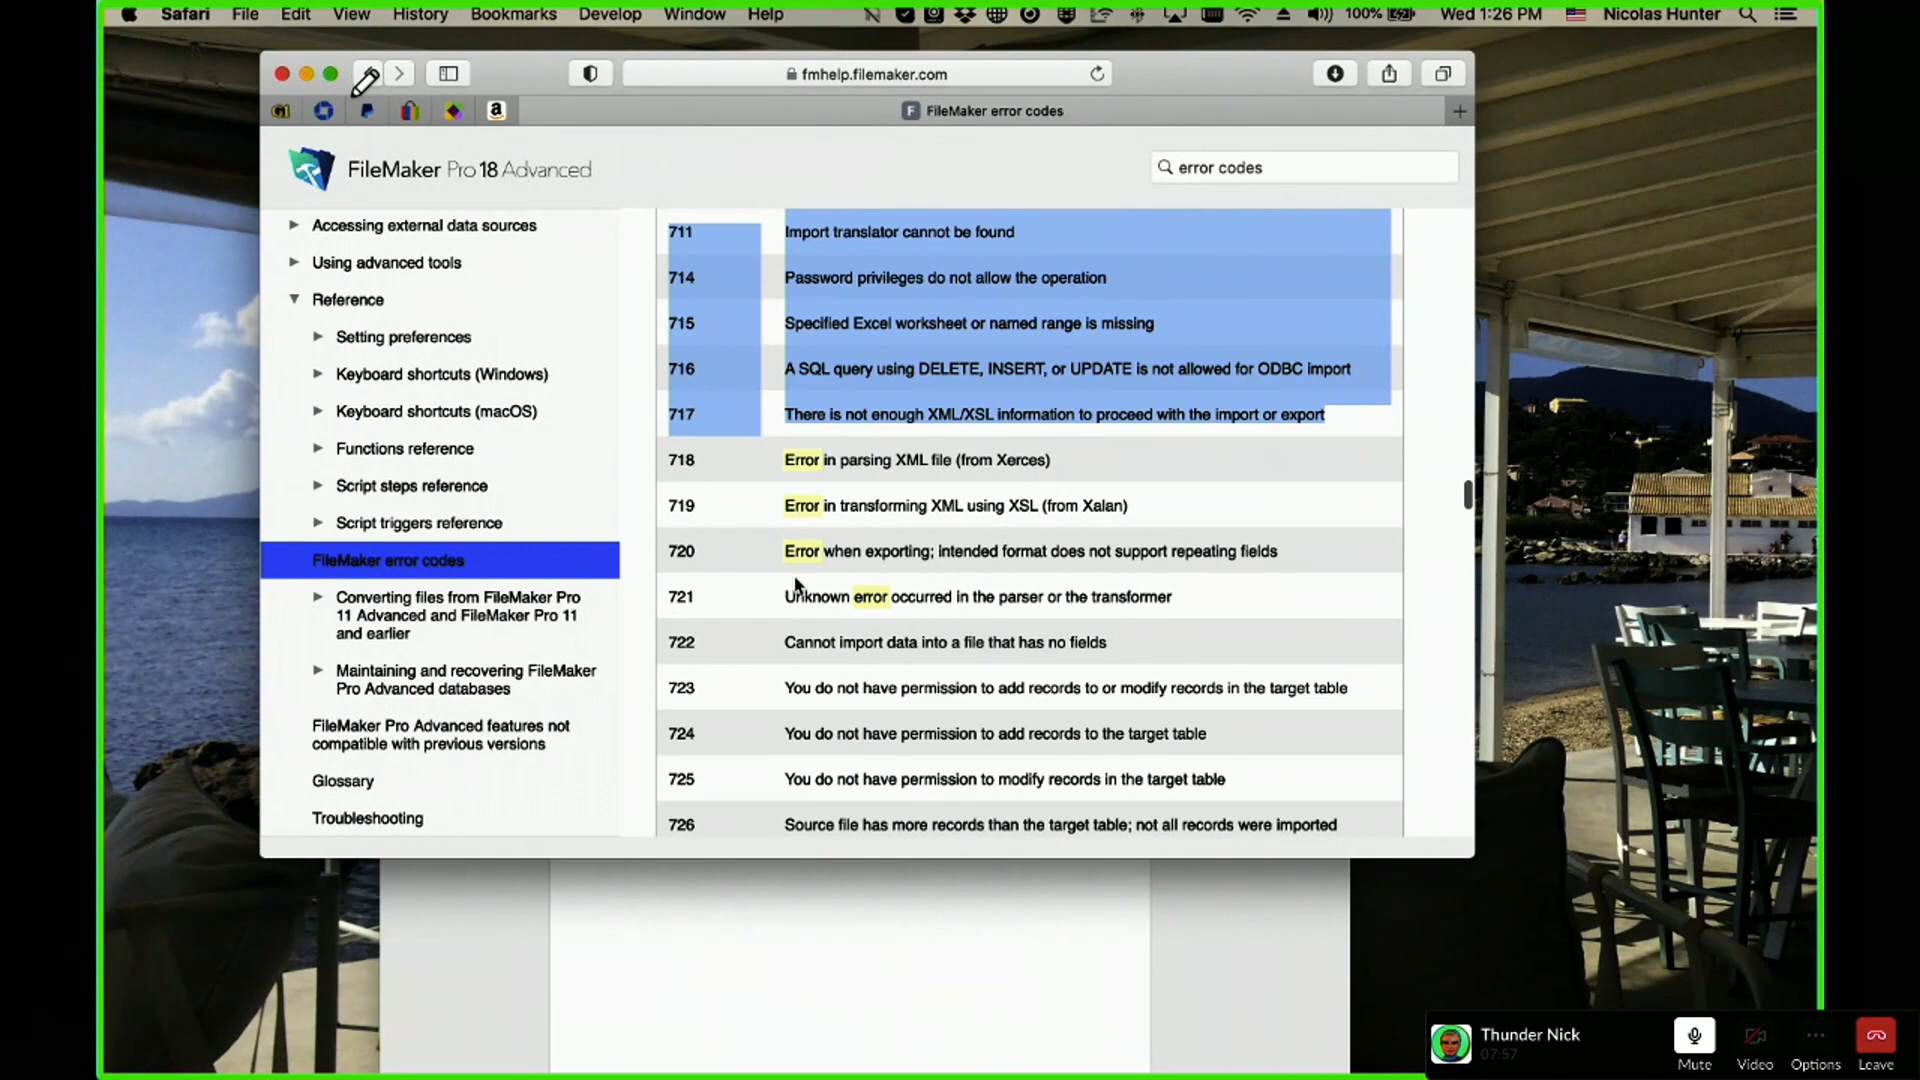 Safari File Edit View History Bookmarks Develop Window Help 100% Wed 1:26 PM Nicolas Hunter
fmhelp.filemaker.com
G1 a F FileMaker error codes
FileMaker Pro 18 Advanced
error codes
Accessing external data sources
Using advanced tools
Reference
Setting preferences
Keyboard shortcuts (Windows)
Keyboard shortcuts (macOS)
Functions reference
Script steps reference
Script triggers reference
FileMaker error codes
Converting files from FileMaker Pro
11 Advanced and FileMaker Pro 11
and earlier
Maintaining and recovering FileMaker
Pro Advanced databases
FileMaker Pro Advanced features not
compatible with previous versions
Glossary
Troubleshooting
711 Import translator cannot be found
714 Password privileges do not allow the operation
715 Specified Excel worksheet or named range is missing
716 A SQL query using DELETE, INSERT, or UPDATE is not allowed for ODBC import
717 There is not enough XML/XSL information to proceed with the import or export
718 Error in parsing XML file (from Xerces)
719 Error in transforming XML using XSL (from Xalan)
720 Error when exporting; intended format does not support repeating fields
721 Unknown error occurred in the parser or the transformer
722 Cannot import data into a file that has no fields
723 You do not have permission to add records to or modify records in the target table
724 You do not have permission to add records to the target table
725 You do not have permission to modify records in the target table
726 Source file has more records than the target table; not all records were imported
Thunder Nick
07:57
Mute Video Options Leave